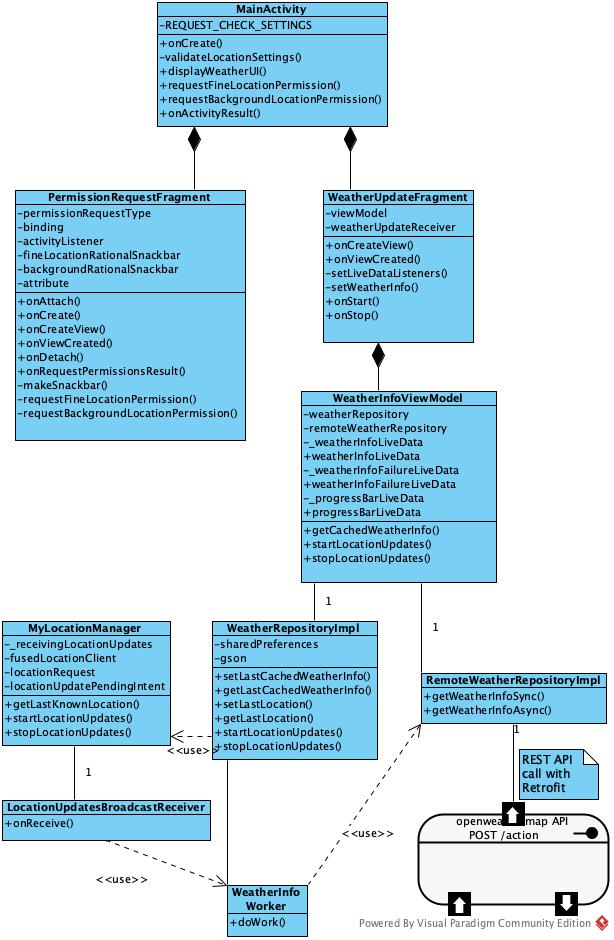 MainActivity
-REQUEST_CHECK_SETTINGS
+onCreate()
-validateLocationSettings()
+displayWeatherUI()
+requestFineLocationPermission()
+requestBackgroundLocationPermission()
+onActivityResult()
PermissionRequestFragment
-permissionRequestType
-binding
-activityListener
-fineLocationRationalSnackbar
-backgroundRationalSnackbar
-attribute
+onAttach()
+onCreate()
+onCreateView()
+onViewCreated()
+onDetach()
+onRequestPermissionsResult()
-makeSnackbar()
-requestFineLocationPermission()
-requestBackgroundLocationPermission()
WeatherUpdateFragment
-viewModel
-weatherUpdateReceiver
+onCreateView()
+onViewCreated()
-setLiveDataListeners()
-setWeatherInfo()
+onStart()
+onStop()
WeatherInfoViewModel
-weatherRepository
-remoteWeatherRepository
-_weatherInfoLiveData
+weatherInfoLiveData
-_weatherInfoFailureLiveData
+weatherInfoFailureLiveData
-_progressBarLiveData
+progressBarLiveData
+getCachedWeatherInfo()
+startLocationUpdates()
+stopLocationUpdates()
1
1
MyLocationManager
-_receivingLocationUpdates
-fusedLocationClient
-locationRequest
-locationUpdatePendingIntent
+getLastKnownLocation()
+startLocationUpdates()
+stopLocationUpdates()
WeatherRepositoryImpl
-sharedPreferences
-gson
+setLastCachedWeatherInfo()
+getLastCachedWeatherInfo()
+setLastLocation()
+getLastLocation()
+startLocationUpdates()
+stopLocationUpdates()
RemoteWeatherRepositoryImpl
+getWeatherInfoSync()
+getWeatherInfoAsync()
<<use>>
1
1
REST API
call with
Retrofit
LocationUpdatesBroadcastReceiver
+onReceive()
<<use>>
<<use>>
POST /action
WeatherInfo
Worker
+doWork()
Powered By Visual Paradigm Community Edition